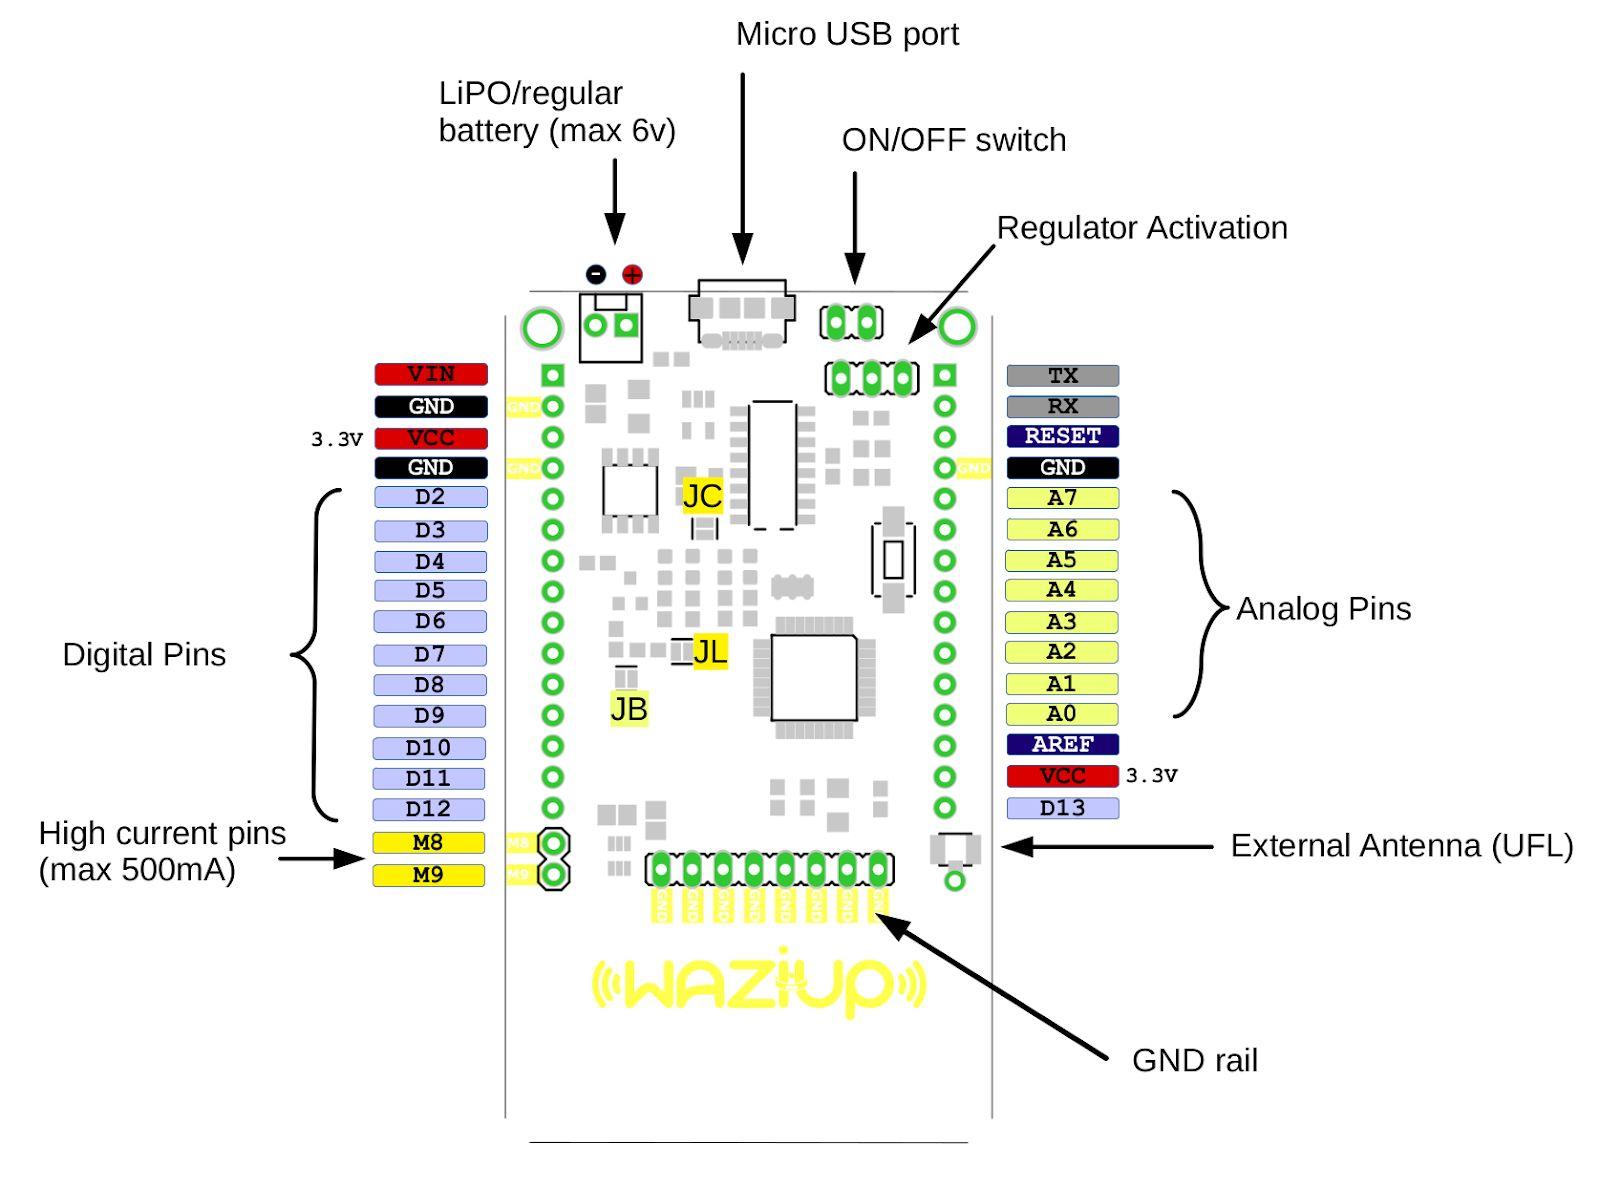 Micro USB port
LiPO/regular
battery (max 6v)
ON/OFF switch
Regulator Activation
- +
VIN
GND
3.3V VCC
GND
D2
D3
D4
D5
D6
D7
D8
D9
D10
D11
D12
M8
M9
Digital Pins
High current pins
(max 500mA)
GND
GND
M8
M9
JC
JL
JB
GND
TX
RX
RESET
GND
A7
A6
A5
A4
A3
A2
A1
A0
AREF
VCC 3.3V
D13
Analog Pins
External Antenna (UFL)
GND GND GND GND GND GND GND
WAZIUP
GND rail